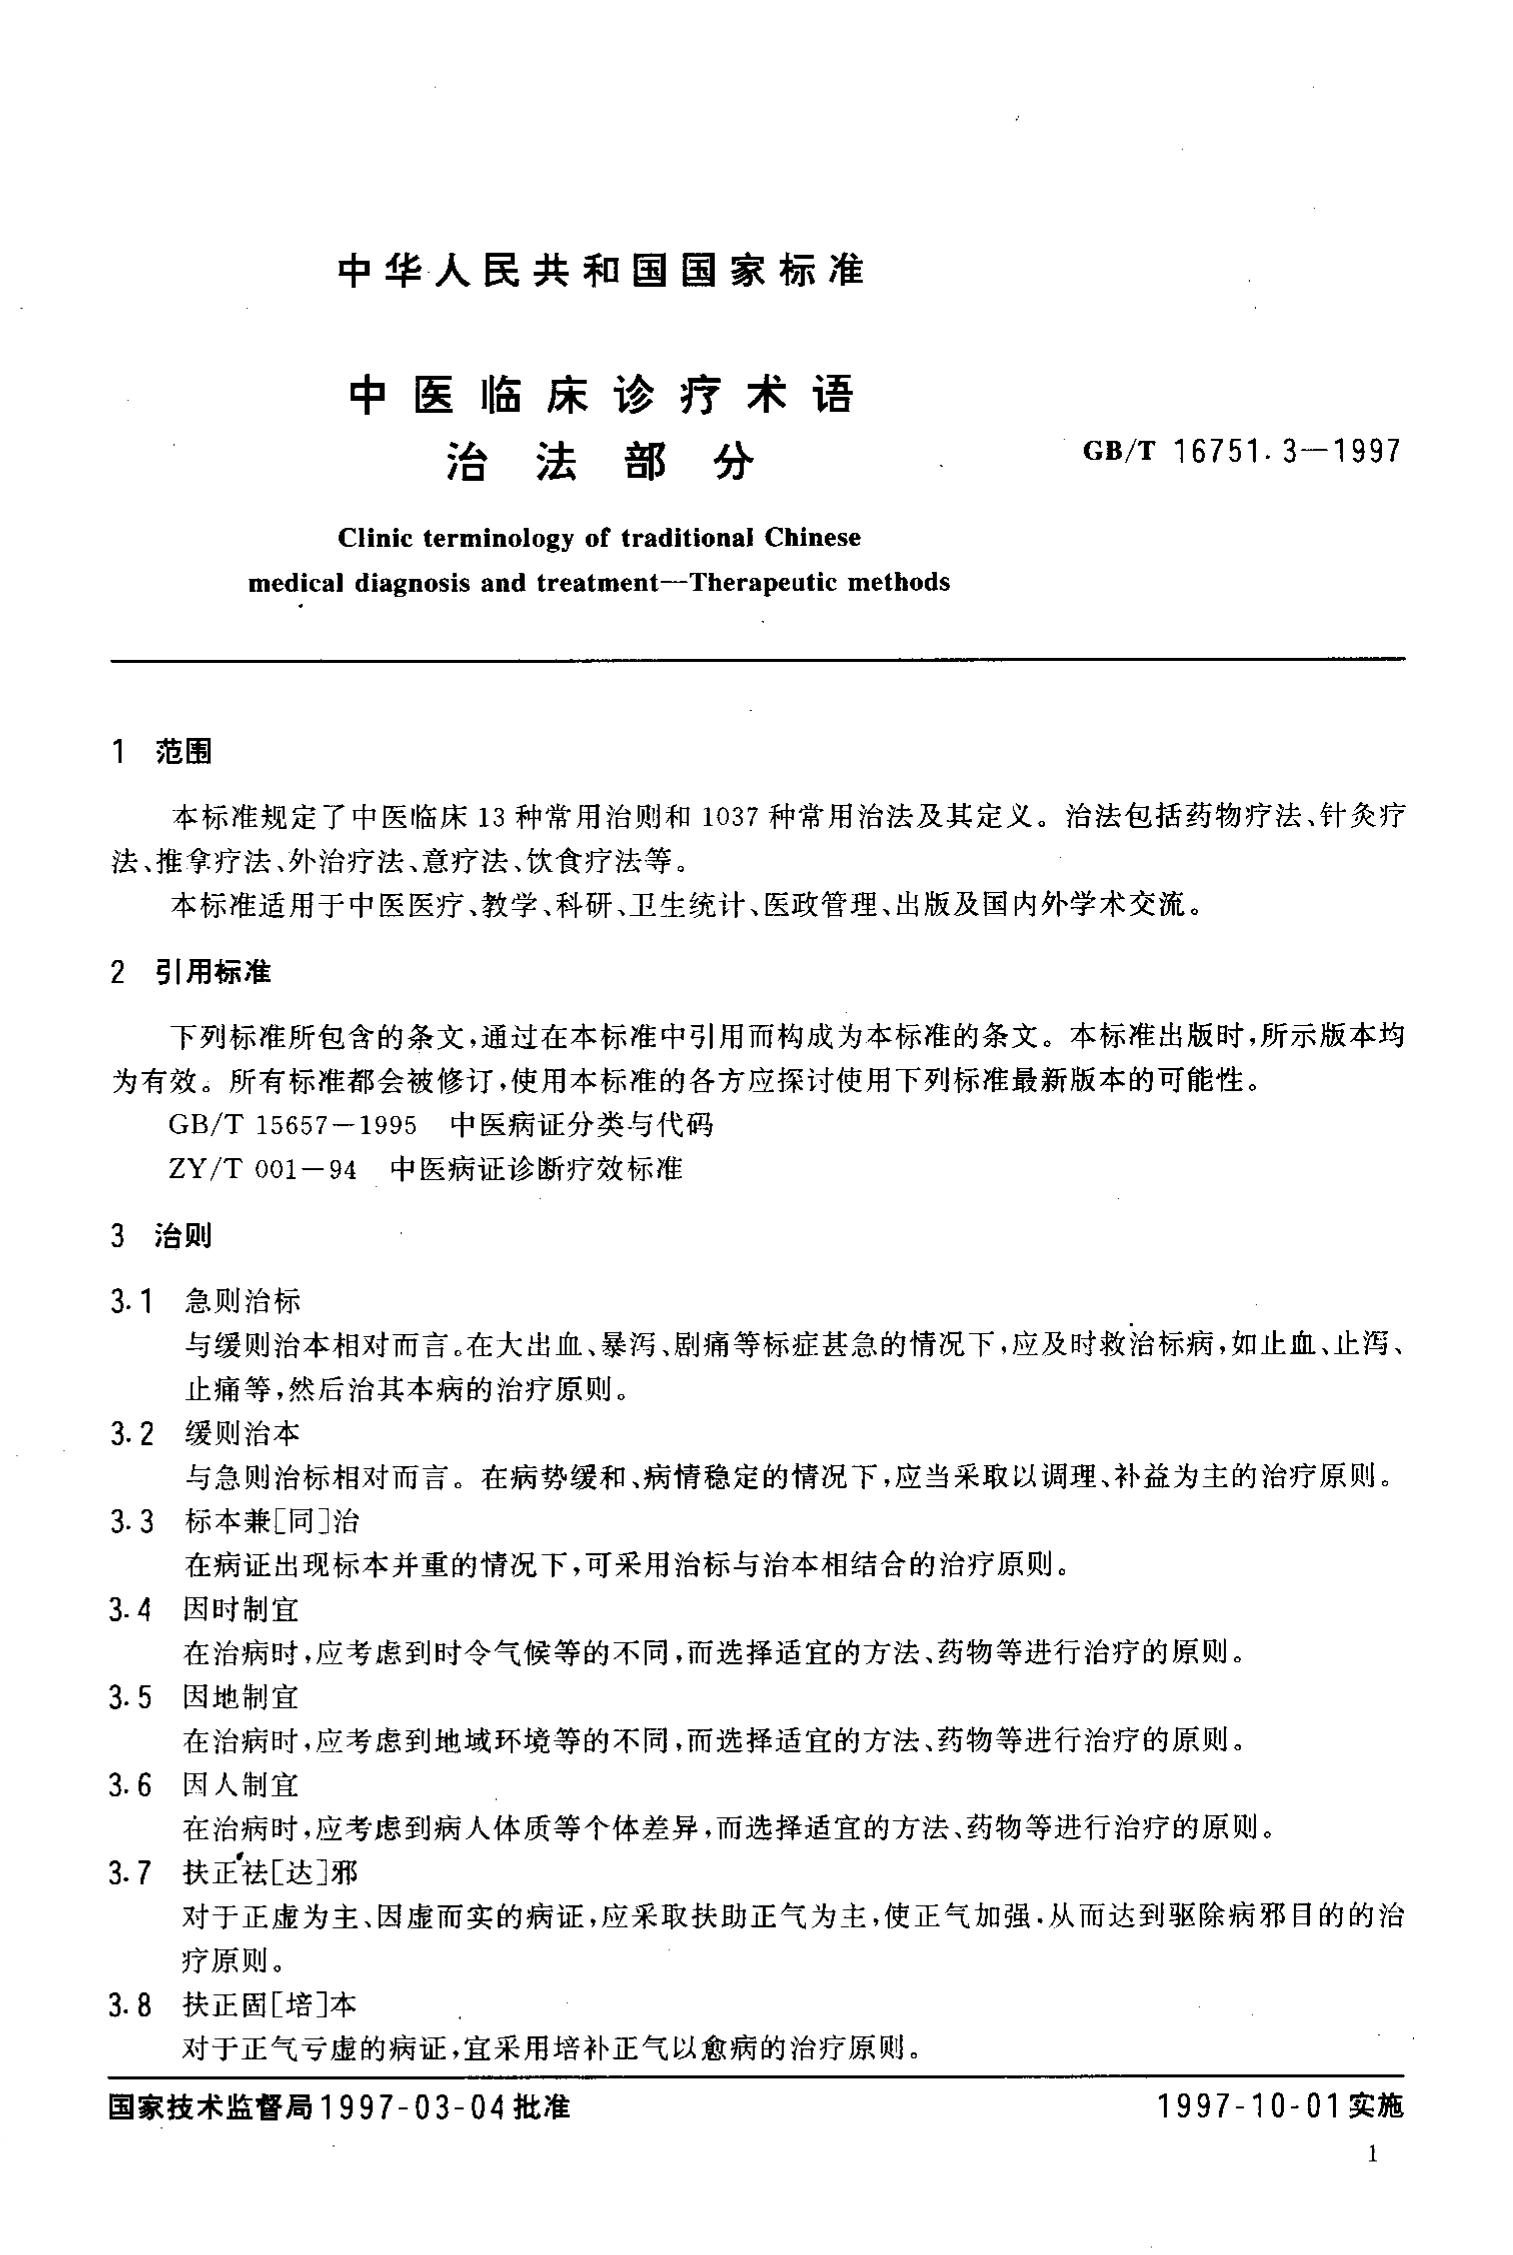 中华人民共和国国家标准
中医临床诊疗术语
治法部分
GB/T 16751.3—1997
Clinic terminology of traditional Chinese
medical diagnosis and treatment—Therapeutic methods
1 范围
本标准规定了中医临床 13 种常用治则和 1037 种常用治法及其定义。治法包括药物疗法、针灸疗
法、推拿疗法、外治疗法、意疗法、饮食疗法等。
本标准适用于中医医疗、教学、科研、卫生统计、医政管理、出版及国内外学术交流。
2 引用标准
下列标准所包含的条文,通过在本标准中引用而构成为本标准的条文。本标准出版时,所示版本均
为有效。所有标准都会被修订,使用本标准的各方应探讨使用下列标准最新版本的可能性。
GB/T 15657—1995 中医病证分类与代码
ZY/T 001—94 中医病证诊断疗效标准
3 治则
3.1 急则治标
与缓则治本相对而言。在大出血、暴泻、剧痛等标症甚急的情况下,应及时救治标病,如止血、止泻、
止痛等,然后治其本病的治疗原则。
3.2 缓则治本
与急则治标相对而言。在病势缓和、病情稳定的情况下,应当采取以调理、补益为主的治疗原则。
3.3 标本兼[同]治
在病证出现标本并重的情况下,可采用治标与治本相结合的治疗原则。
3.4 因时制宜
在治病时,应考虑到时令气候等的不同,而选择适宜的方法、药物等进行治疗的原则。
3.5 因地制宜
在治病时,应考虑到地域环境等的不同,而选择适宜的方法、药物等进行治疗的原则。
3.6 因人制宜
在治病时,应考虑到病人体质等个体差异,而选择适宜的方法、药物等进行治疗的原则。
3.7 扶正祛[达]邪
对于正虚为主、因虚而实的病证,应采取扶助正气为主,使正气加强,从而达到驱除病邪目的的治
疗原则。
3.8 扶正固[培]本
对于正气亏虚的病证,宜采用培补正气以愈病的治疗原则。
国家技术监督局1997-03-04批准
1997-10-01实施
1